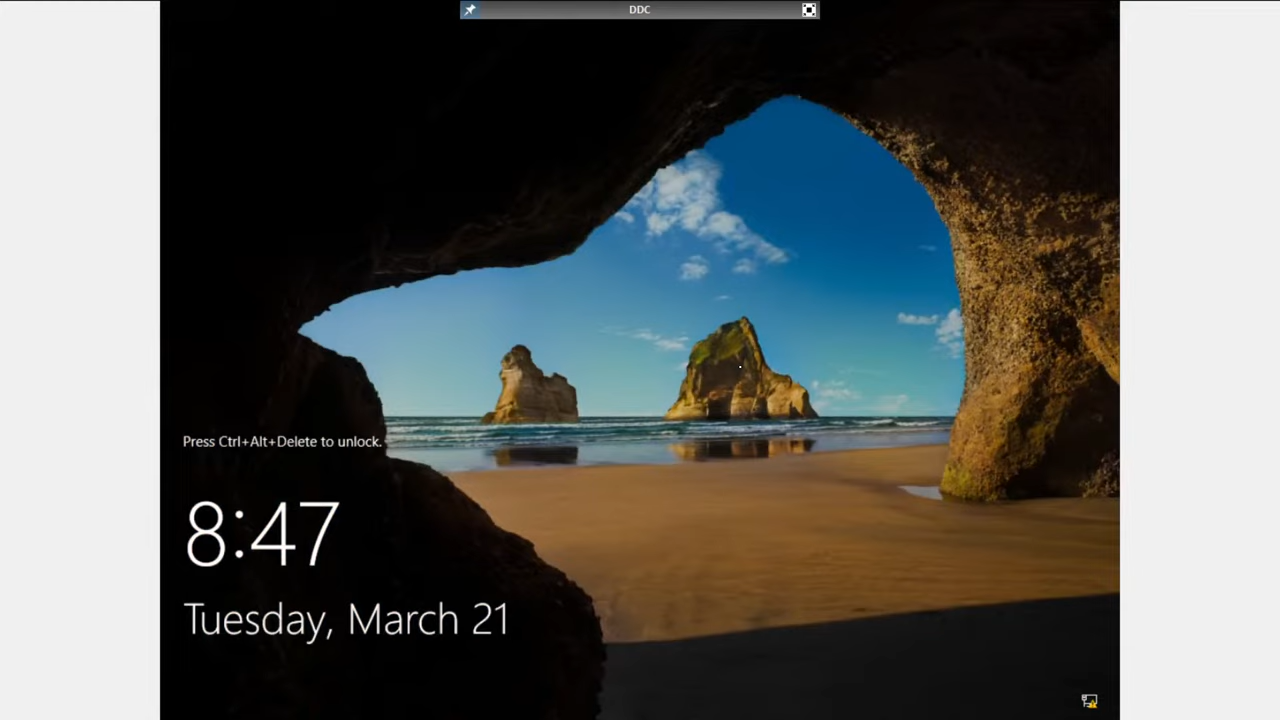 DDC
Press Ctrl+Alt+Delete to unlock.
8:47
Tuesday, March 21